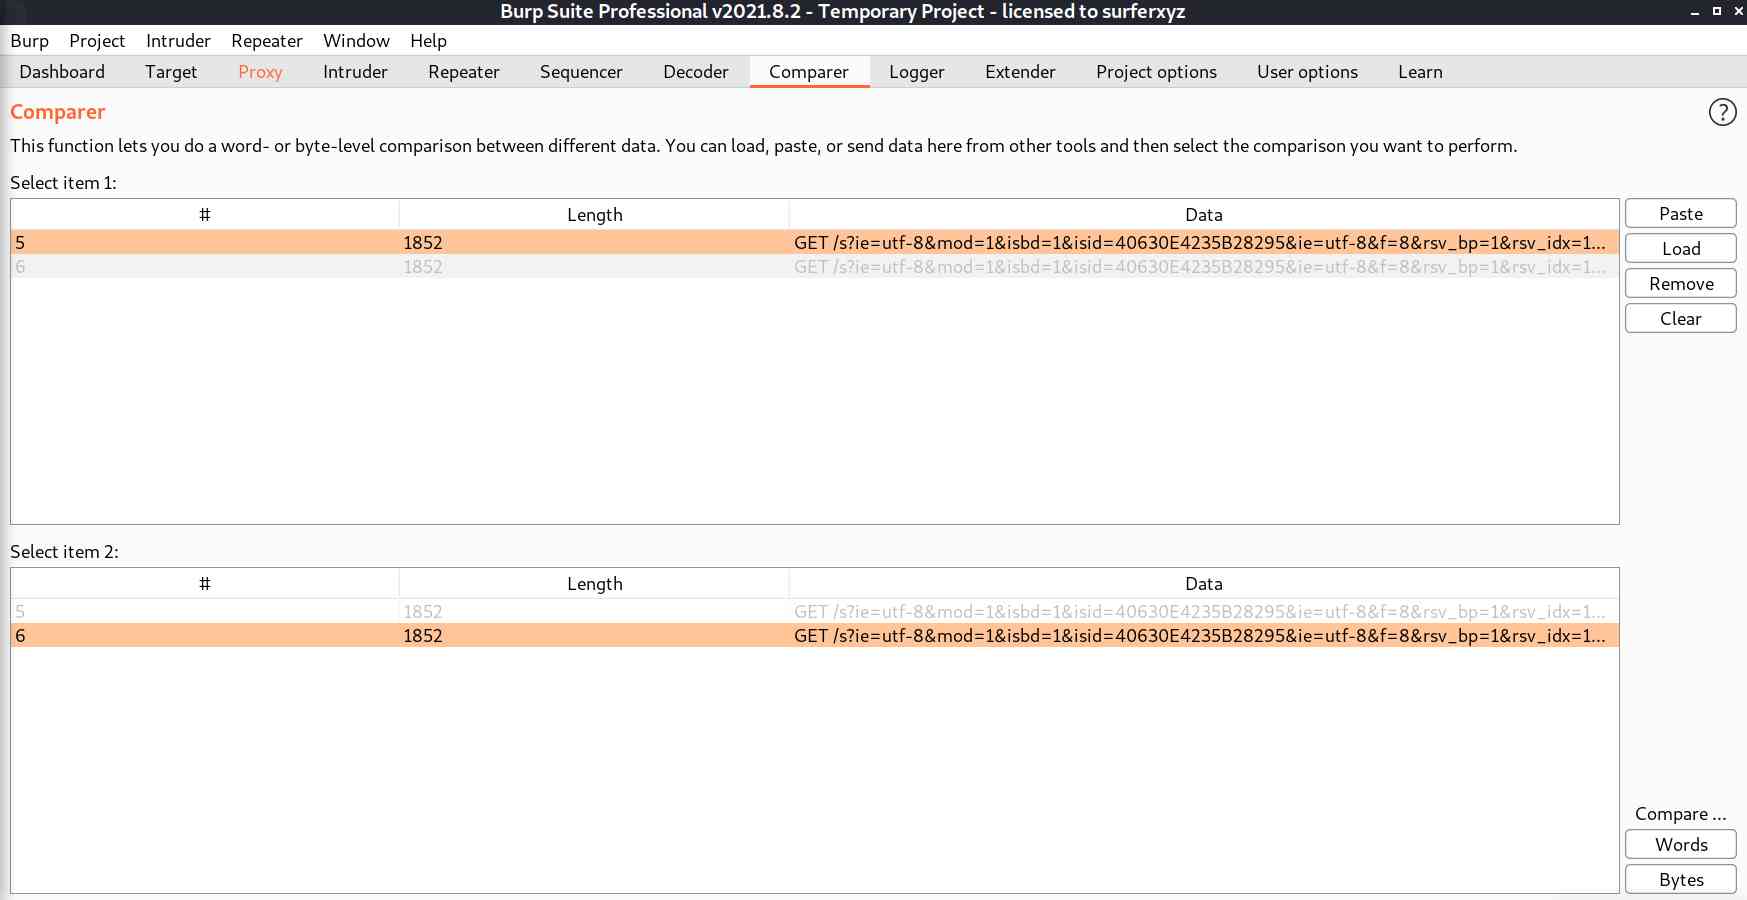 Burp Suite Professional v2021.8.2 - Temporary Project - licensed to surferxyz
Burp Project Intruder Repeater Window Help
Dashboard Target Proxy Intruder Repeater Sequencer Decoder Comparer Logger Extender Project options User options Learn
Comparer
?
This function lets you do a word- or byte-level comparison between different data. You can load, paste, or send data here from other tools and then select the comparison you want to perform.
Select item 1:
# Length Data
5 1852 GET /s?ie=utf-8&mod=1&isbd=1&isid=40630E4235B28295&ie=utf-8&f=8&rsv_bp=1&rsv_idx=1...
6 1852 GET /s?ie=utf-8&mod=1&isbd=1&isid=40630E4235B28295&ie=utf-8&f=8&rsv_bp=1&rsv_idx=1...
Paste
Load
Remove
Clear
Select item 2:
# Length Data
5 1852 GET /s?ie=utf-8&mod=1&isbd=1&isid=40630E4235B28295&ie=utf-8&f=8&rsv_bp=1&rsv_idx=1...
6 1852 GET /s?ie=utf-8&mod=1&isbd=1&isid=40630E4235B28295&ie=utf-8&f=8&rsv_bp=1&rsv_idx=1...
Compare ...
Words
Bytes